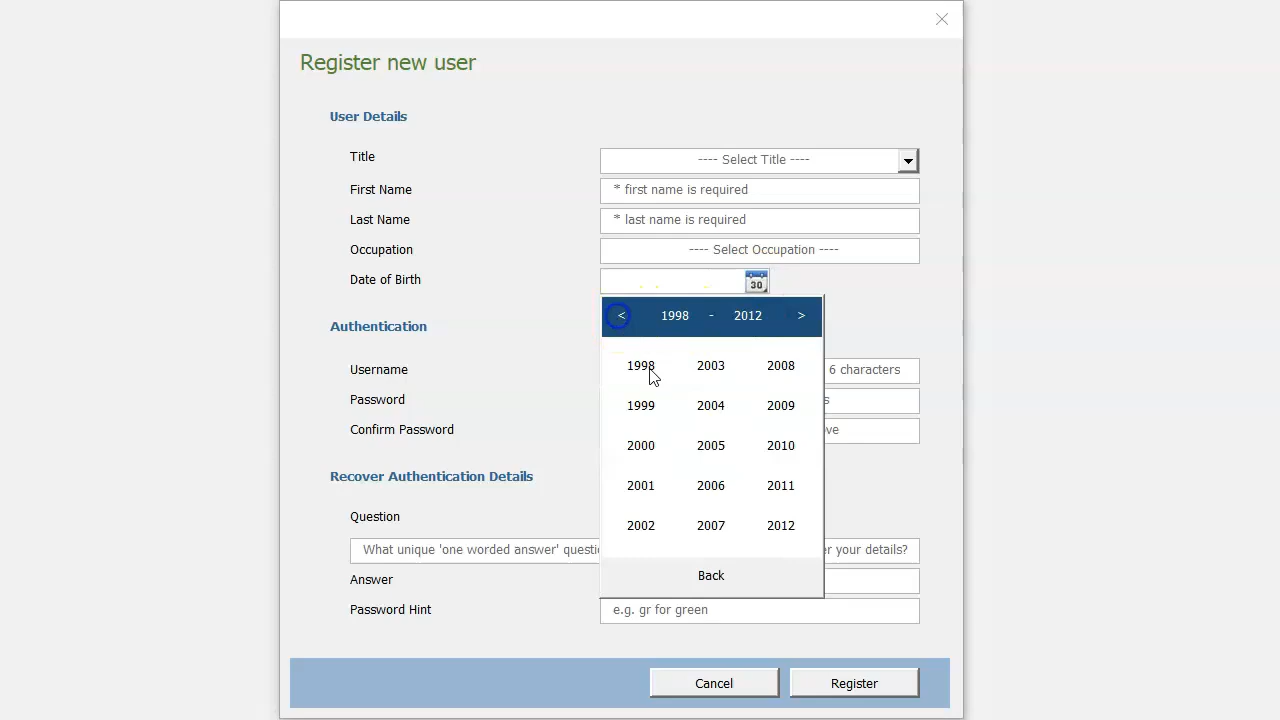 Register new user
User Details
Title ---- Select Title ----
First Name * first name is required
Last Name * last name is required
Occupation ---- Select Occupation ----
Date of Birth 30
< 1998 - 2012 >
Authentication
1998 2003 2008
Username 6 characters
Password s
1999 2004 2009
Confirm Password ve
2000 2005 2010
Recover Authentication Details
2001 2006 2011
Question
2002 2007 2012
What unique 'one worded answer' questi r your details?
Back
Answer
Password Hint e.g. gr for green
Cancel Register